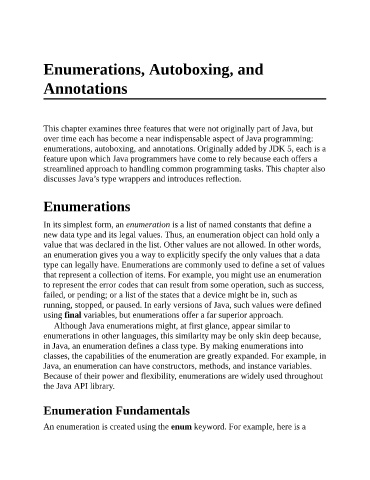 Enumerations, Autoboxing, and
Annotations
This chapter examines three features that were not originally part of Java, but
over time each has become a near indispensable aspect of Java programming:
enumerations, autoboxing, and annotations. Originally added by JDK 5, each is a
feature upon which Java programmers have come to rely because each offers a
streamlined approach to handling common programming tasks. This chapter also
discusses Java’s type wrappers and introduces reflection.
Enumerations
In its simplest form, an enumeration is a list of named constants that define a
new data type and its legal values. Thus, an enumeration object can hold only a
value that was declared in the list. Other values are not allowed. In other words,
an enumeration gives you a way to explicitly specify the only values that a data
type can legally have. Enumerations are commonly used to define a set of values
that represent a collection of items. For example, you might use an enumeration
to represent the error codes that can result from some operation, such as success,
failed, or pending; or a list of the states that a device might be in, such as
running, stopped, or paused. In early versions of Java, such values were defined
using final variables, but enumerations offer a far superior approach.
Although Java enumerations might, at first glance, appear similar to
enumerations in other languages, this similarity may be only skin deep because,
in Java, an enumeration defines a class type. By making enumerations into
classes, the capabilities of the enumeration are greatly expanded. For example, in
Java, an enumeration can have constructors, methods, and instance variables.
Because of their power and flexibility, enumerations are widely used throughout
the Java API library.
Enumeration Fundamentals
An enumeration is created using the enum keyword. For example, here is a